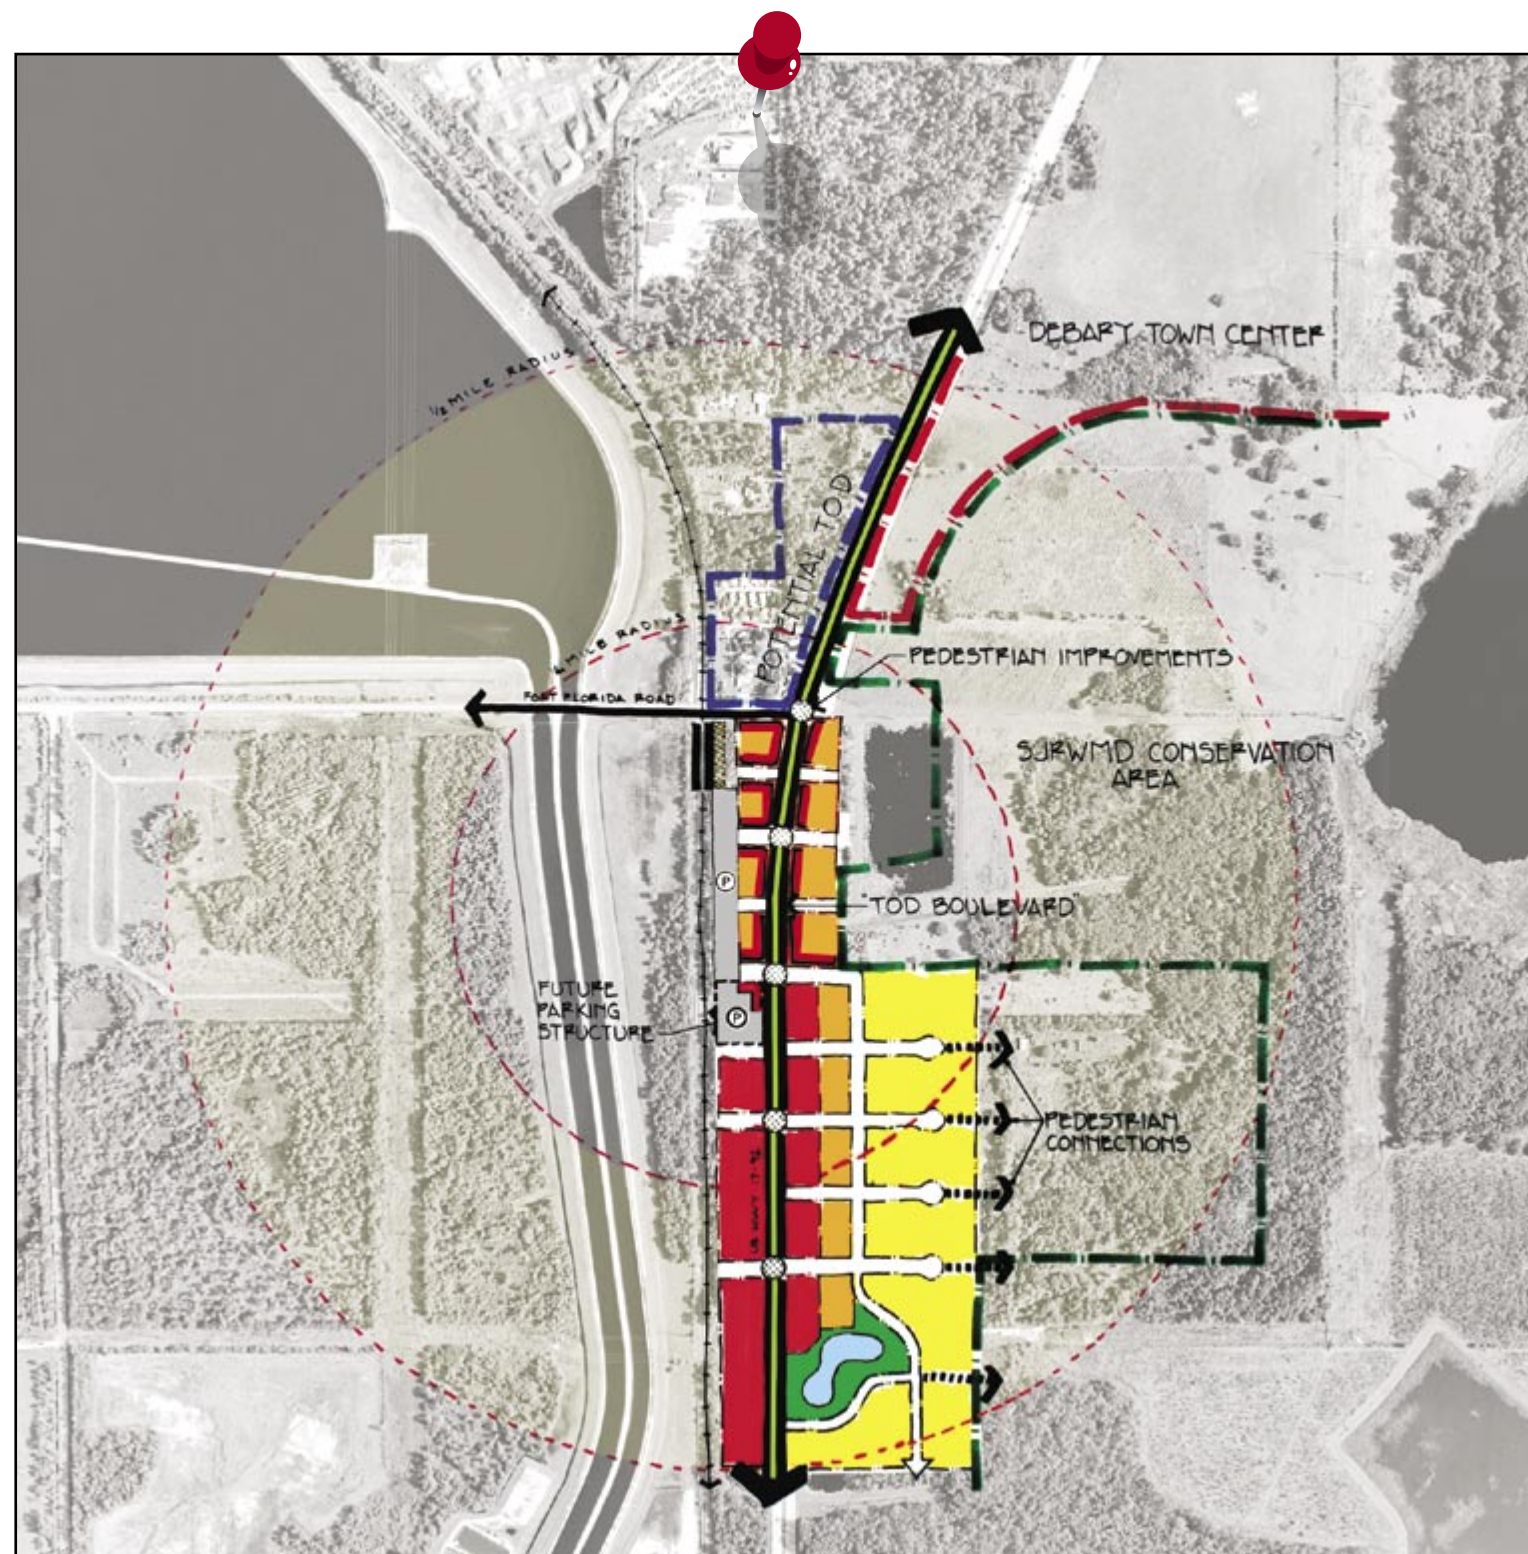 DEBARY TOWN CENTER
1/2 MILE RADIUS
POTENTIAL TOD
1/4 MILE RADIUS
PEDESTRIAN IMPROVEMENTS
FORT FLORIDA ROAD
SJRWMD CONSERVATION
AREA
P
"TOD BOULEVARD"
FUTURE
PARKING
STRUCTURE
P
PEDESTRIAN
CONNECTIONS
US HWY 17-92